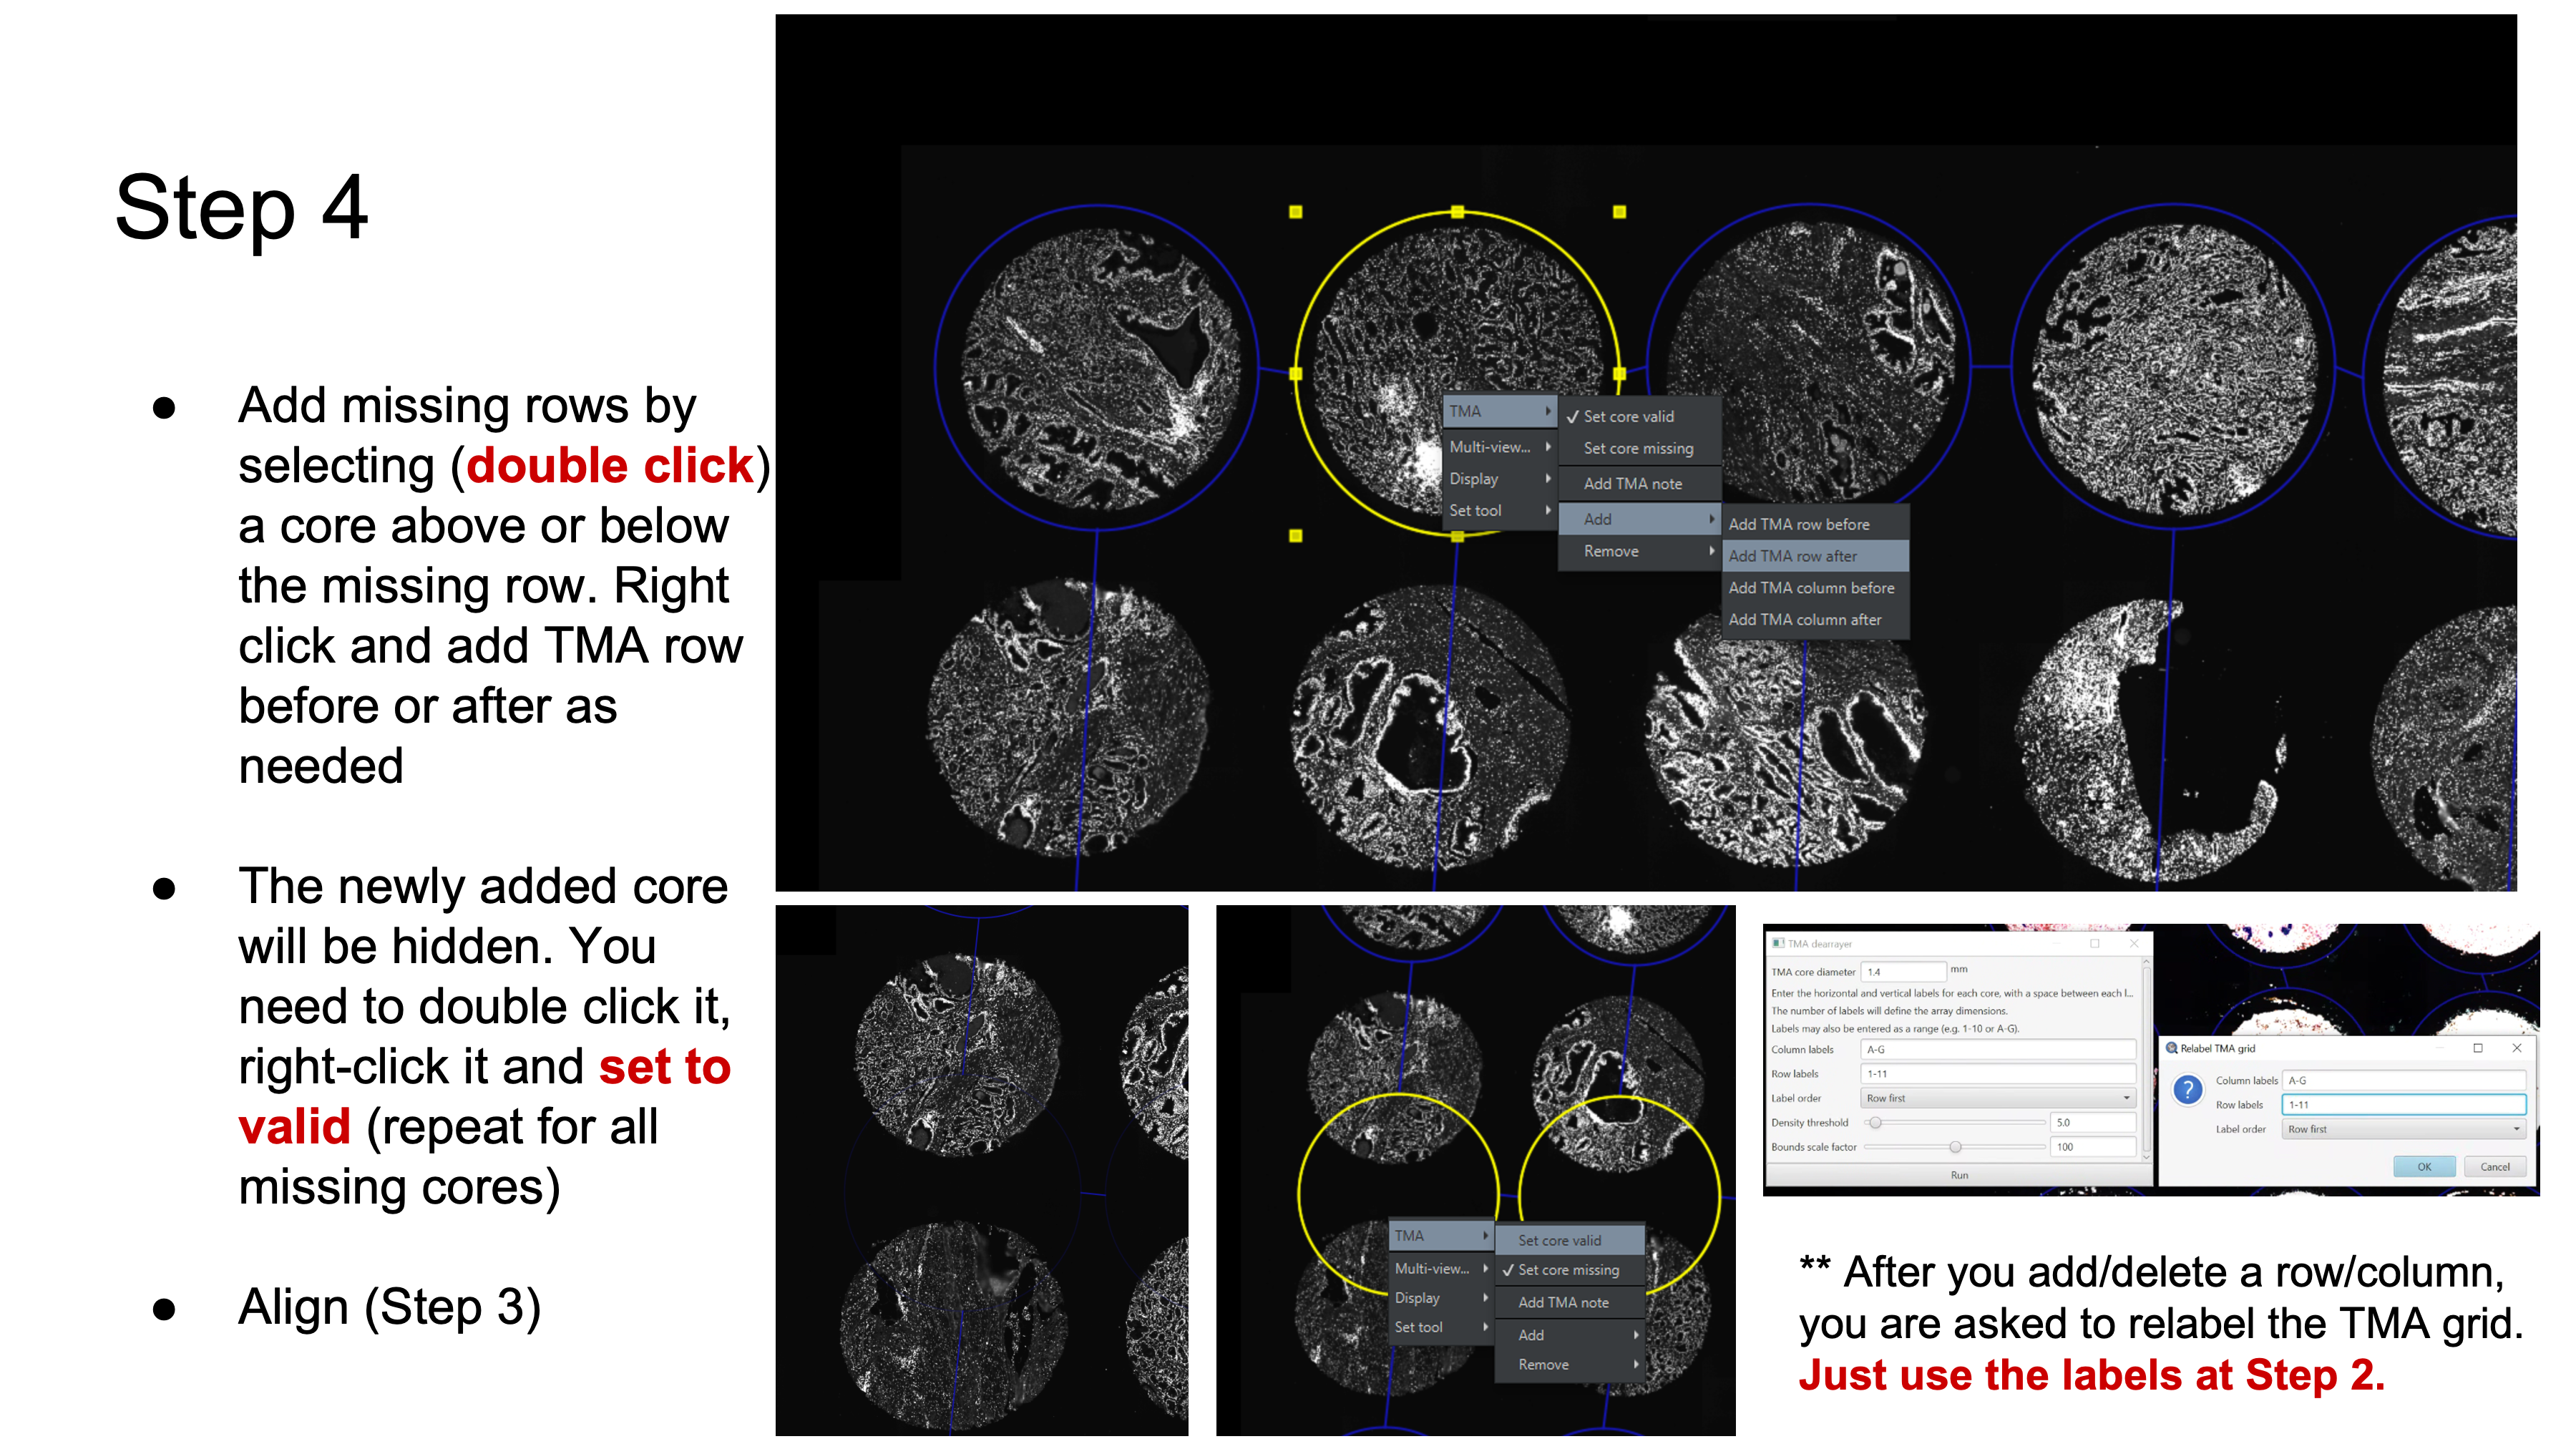 Step 4
● Add missing rows by
selecting (double click)
a core above or below
the missing row. Right
click and add TMA row
before or after as
needed
● The newly added core
will be hidden. You
need to double click it,
right-click it and set to
valid (repeat for all
missing cores)
● Align (Step 3)
TMA
Multi-view...
Display
Set tool
✓ Set core valid
Set core missing
Add TMA note
Add
Remove
Add TMA row before
Add TMA row after
Add TMA column before
Add TMA column after
TMA
Multi-view...
Display
Set tool
Set core valid
✓ Set core missing
Add TMA note
Add
Remove
TMA dearrayer
TMA core diameter 1.4 mm
Enter the horizontal and vertical labels for each core, with a space between each l...
The number of labels will define the array dimensions.
Labels may also be entered as a range (e.g. 1-10 or A-G).
Column labels A-G
Row labels 1-11
Label order Row first
Density threshold 5.0
Bounds scale factor 100
Run
Relabel TMA grid
Column labels A-G
Row labels 1-11
Label order Row first
OK Cancel
** After you add/delete a row/column,
you are asked to relabel the TMA grid.
Just use the labels at Step 2.